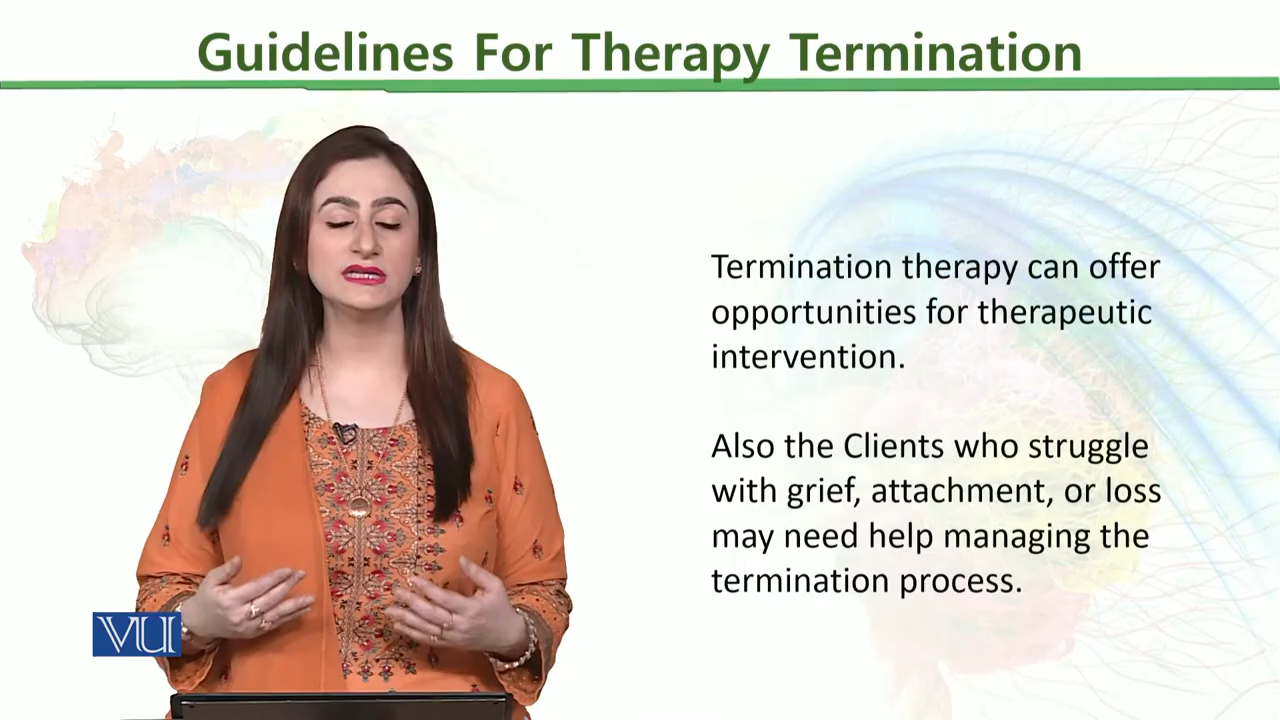 Guidelines For Therapy Termination
Termination therapy can offer
opportunities for therapeutic
intervention.
Also the Clients who struggle
with grief, attachment, or loss
may need help managing the
termination process.
VU